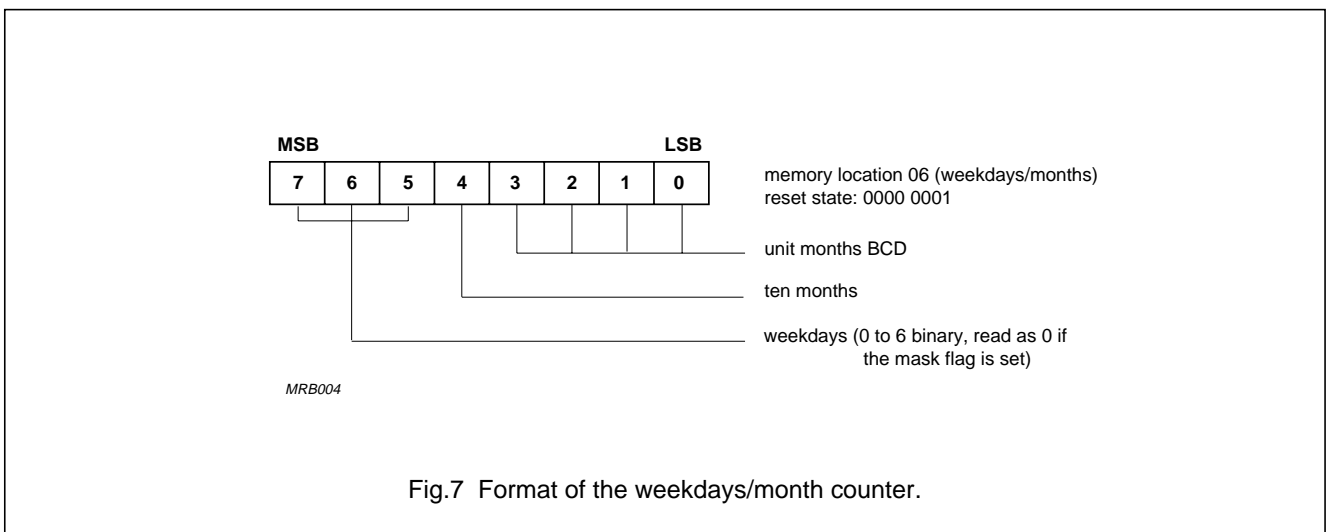 MSB LSB
7 6 5 4 3 2 1 0
memory location 06 (weekdays/months)
reset state: 0000 0001
unit months BCD
ten months
weekdays (0 to 6 binary, read as 0 if
the mask flag is set)
MRB004
Fig.7 Format of the weekdays/month counter.